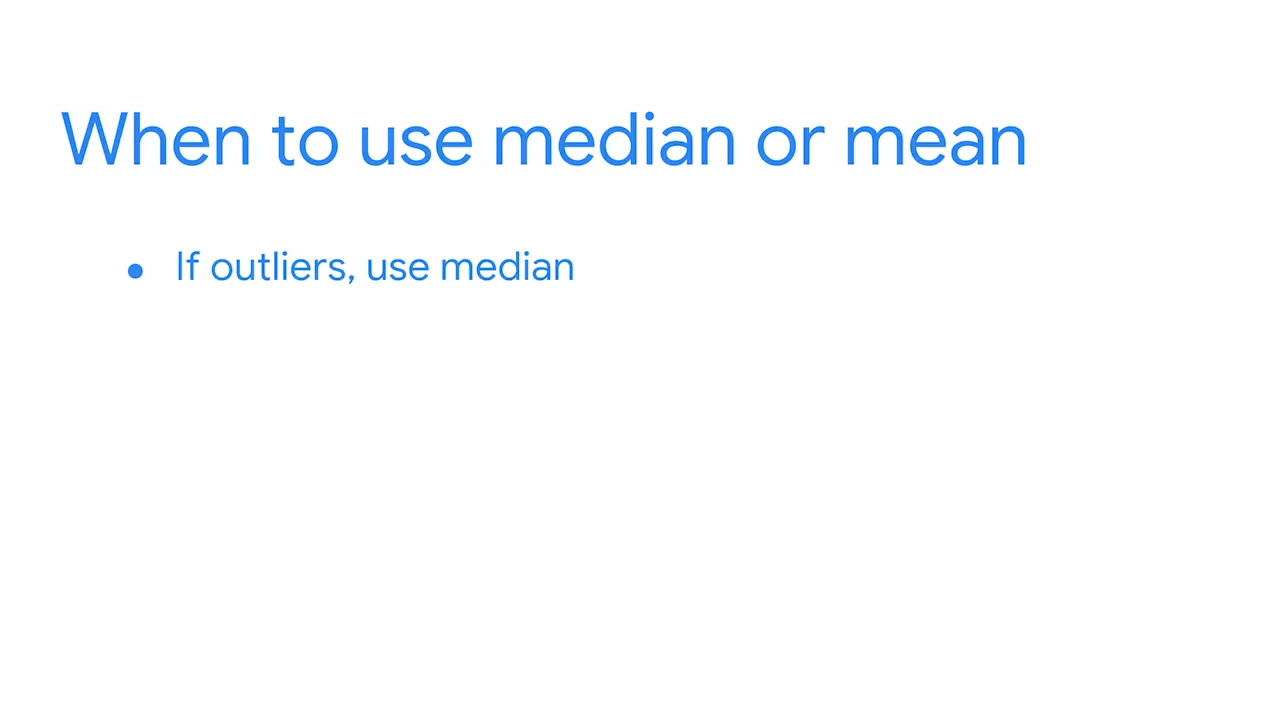 When to use median or mean
● If outliers, use median